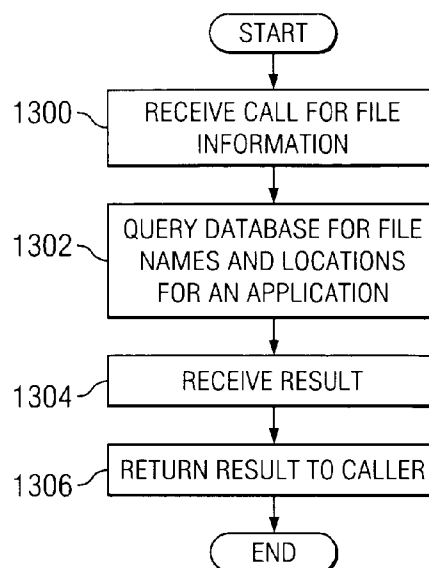 START
1300
RECEIVE CALL FOR FILE
INFORMATION
1302
QUERY DATABASE FOR FILE
NAMES AND LOCATIONS
FOR AN APPLICATION
1304
RECEIVE RESULT
1306
RETURN RESULT TO CALLER
END